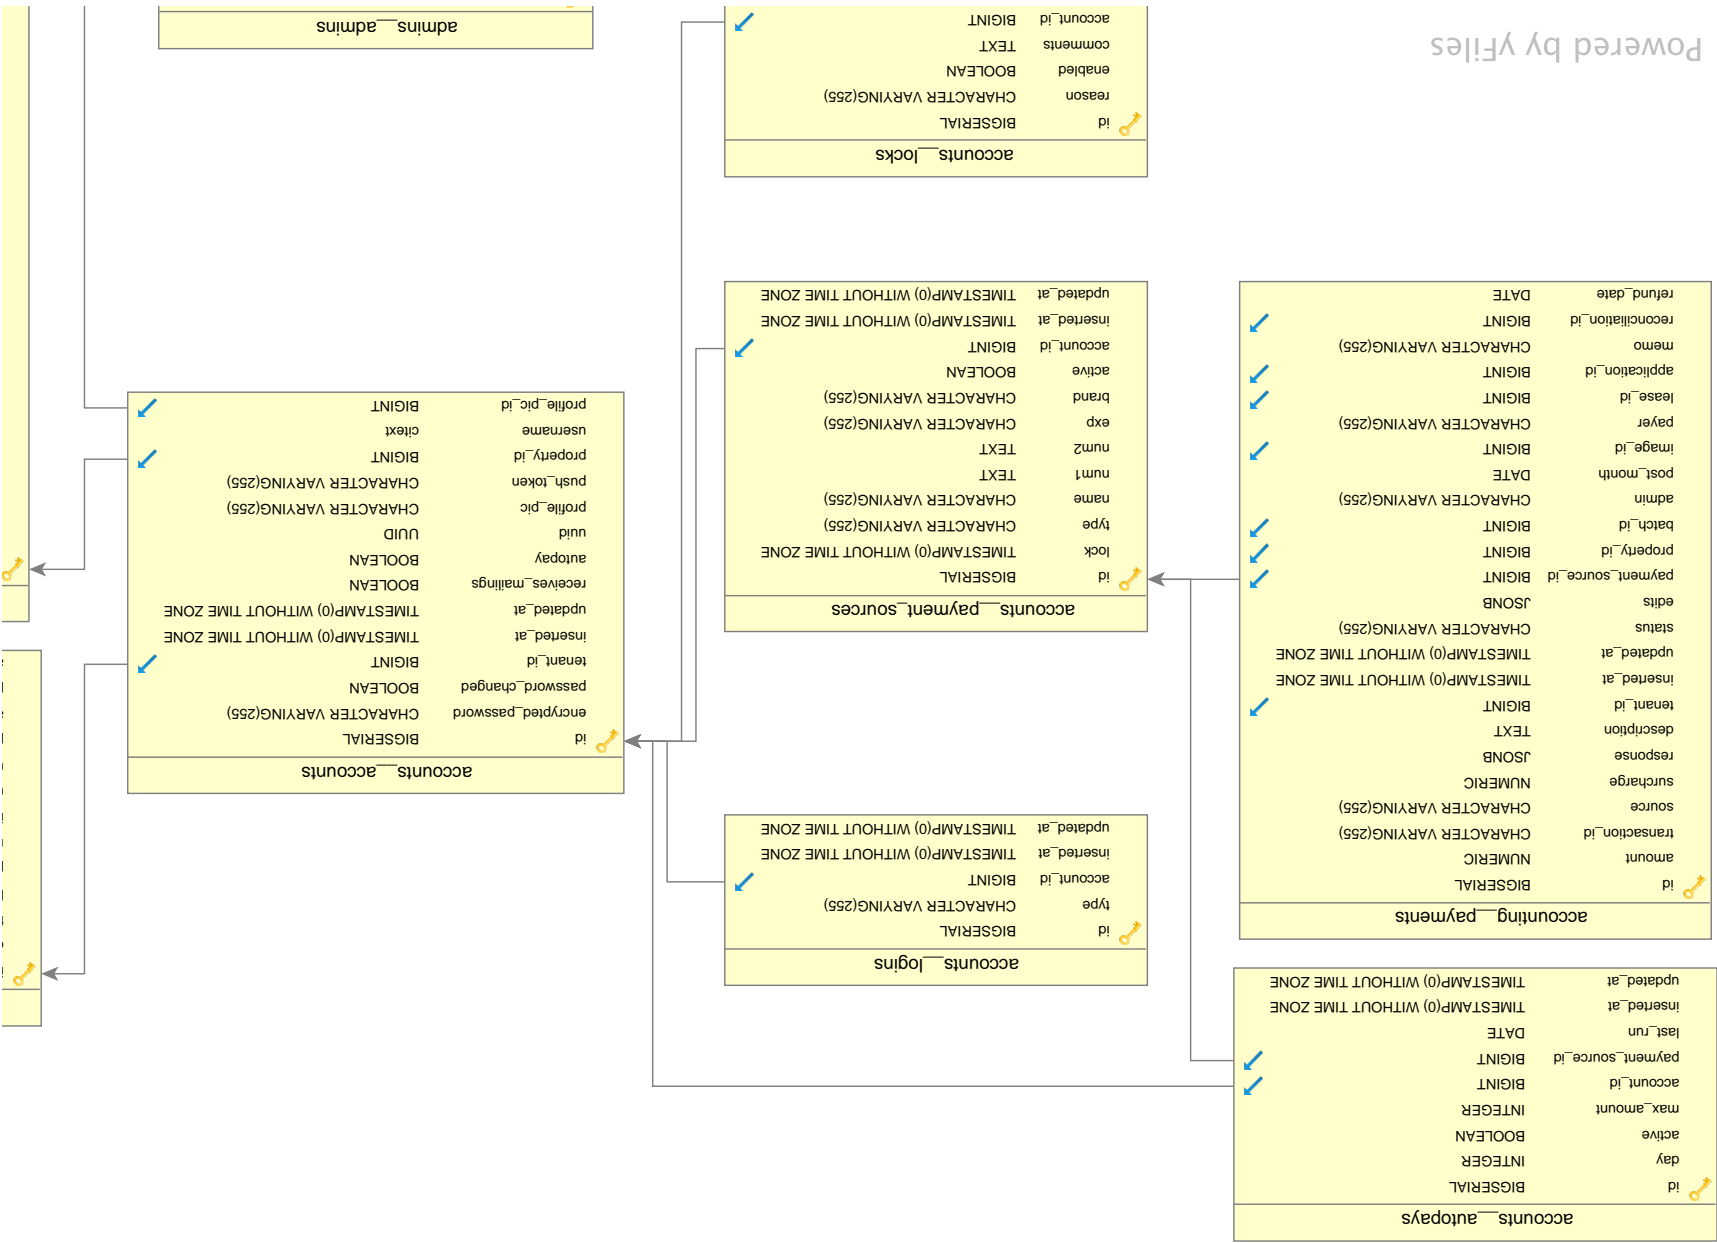 accounts__autopays
id BIGSERIAL
day INTEGER
active BOOLEAN
max_amount INTEGER
account_id BIGINT
payment_source_id BIGINT
last_run DATE
inserted_at TIMESTAMP(0) WITHOUT TIME ZONE
updated_at TIMESTAMP(0) WITHOUT TIME ZONE
accounting__payments
id BIGSERIAL
amount NUMERIC
transaction_id CHARACTER VARYING(255)
source CHARACTER VARYING(255)
surcharge NUMERIC
response JSONB
description TEXT
tenant_id BIGINT
inserted_at TIMESTAMP(0) WITHOUT TIME ZONE
updated_at TIMESTAMP(0) WITHOUT TIME ZONE
status CHARACTER VARYING(255)
edits JSONB
payment_source_id BIGINT
property_id BIGINT
batch_id BIGINT
admin CHARACTER VARYING(255)
post_month DATE
image_id BIGINT
payer CHARACTER VARYING(255)
lease_id BIGINT
application_id BIGINT
memo CHARACTER VARYING(255)
reconciliation_id BIGINT
refund_date DATE
Powered by yFiles
accounts__logins
id BIGSERIAL
type CHARACTER VARYING(255)
account_id BIGINT
inserted_at TIMESTAMP(0) WITHOUT TIME ZONE
updated_at TIMESTAMP(0) WITHOUT TIME ZONE
accounts__payment_sources
id BIGSERIAL
lock TIMESTAMP(0) WITHOUT TIME ZONE
type CHARACTER VARYING(255)
name CHARACTER VARYING(255)
num1 TEXT
num2 TEXT
exp CHARACTER VARYING(255)
brand CHARACTER VARYING(255)
active BOOLEAN
account_id BIGINT
inserted_at TIMESTAMP(0) WITHOUT TIME ZONE
updated_at TIMESTAMP(0) WITHOUT TIME ZONE
accounts__locks
id BIGSERIAL
reason CHARACTER VARYING(255)
enabled BOOLEAN
comments TEXT
account_id BIGINT
accounts__accounts
id BIGSERIAL
encrypted_password CHARACTER VARYING(255)
password_changed BOOLEAN
tenant_id BIGINT
inserted_at TIMESTAMP(0) WITHOUT TIME ZONE
updated_at TIMESTAMP(0) WITHOUT TIME ZONE
receives_mailings BOOLEAN
autopay BOOLEAN
uuid UUID
profile_pic CHARACTER VARYING(255)
push_token CHARACTER VARYING(255)
property_id BIGINT
username citext
profile_pic_id BIGINT
admins__admins